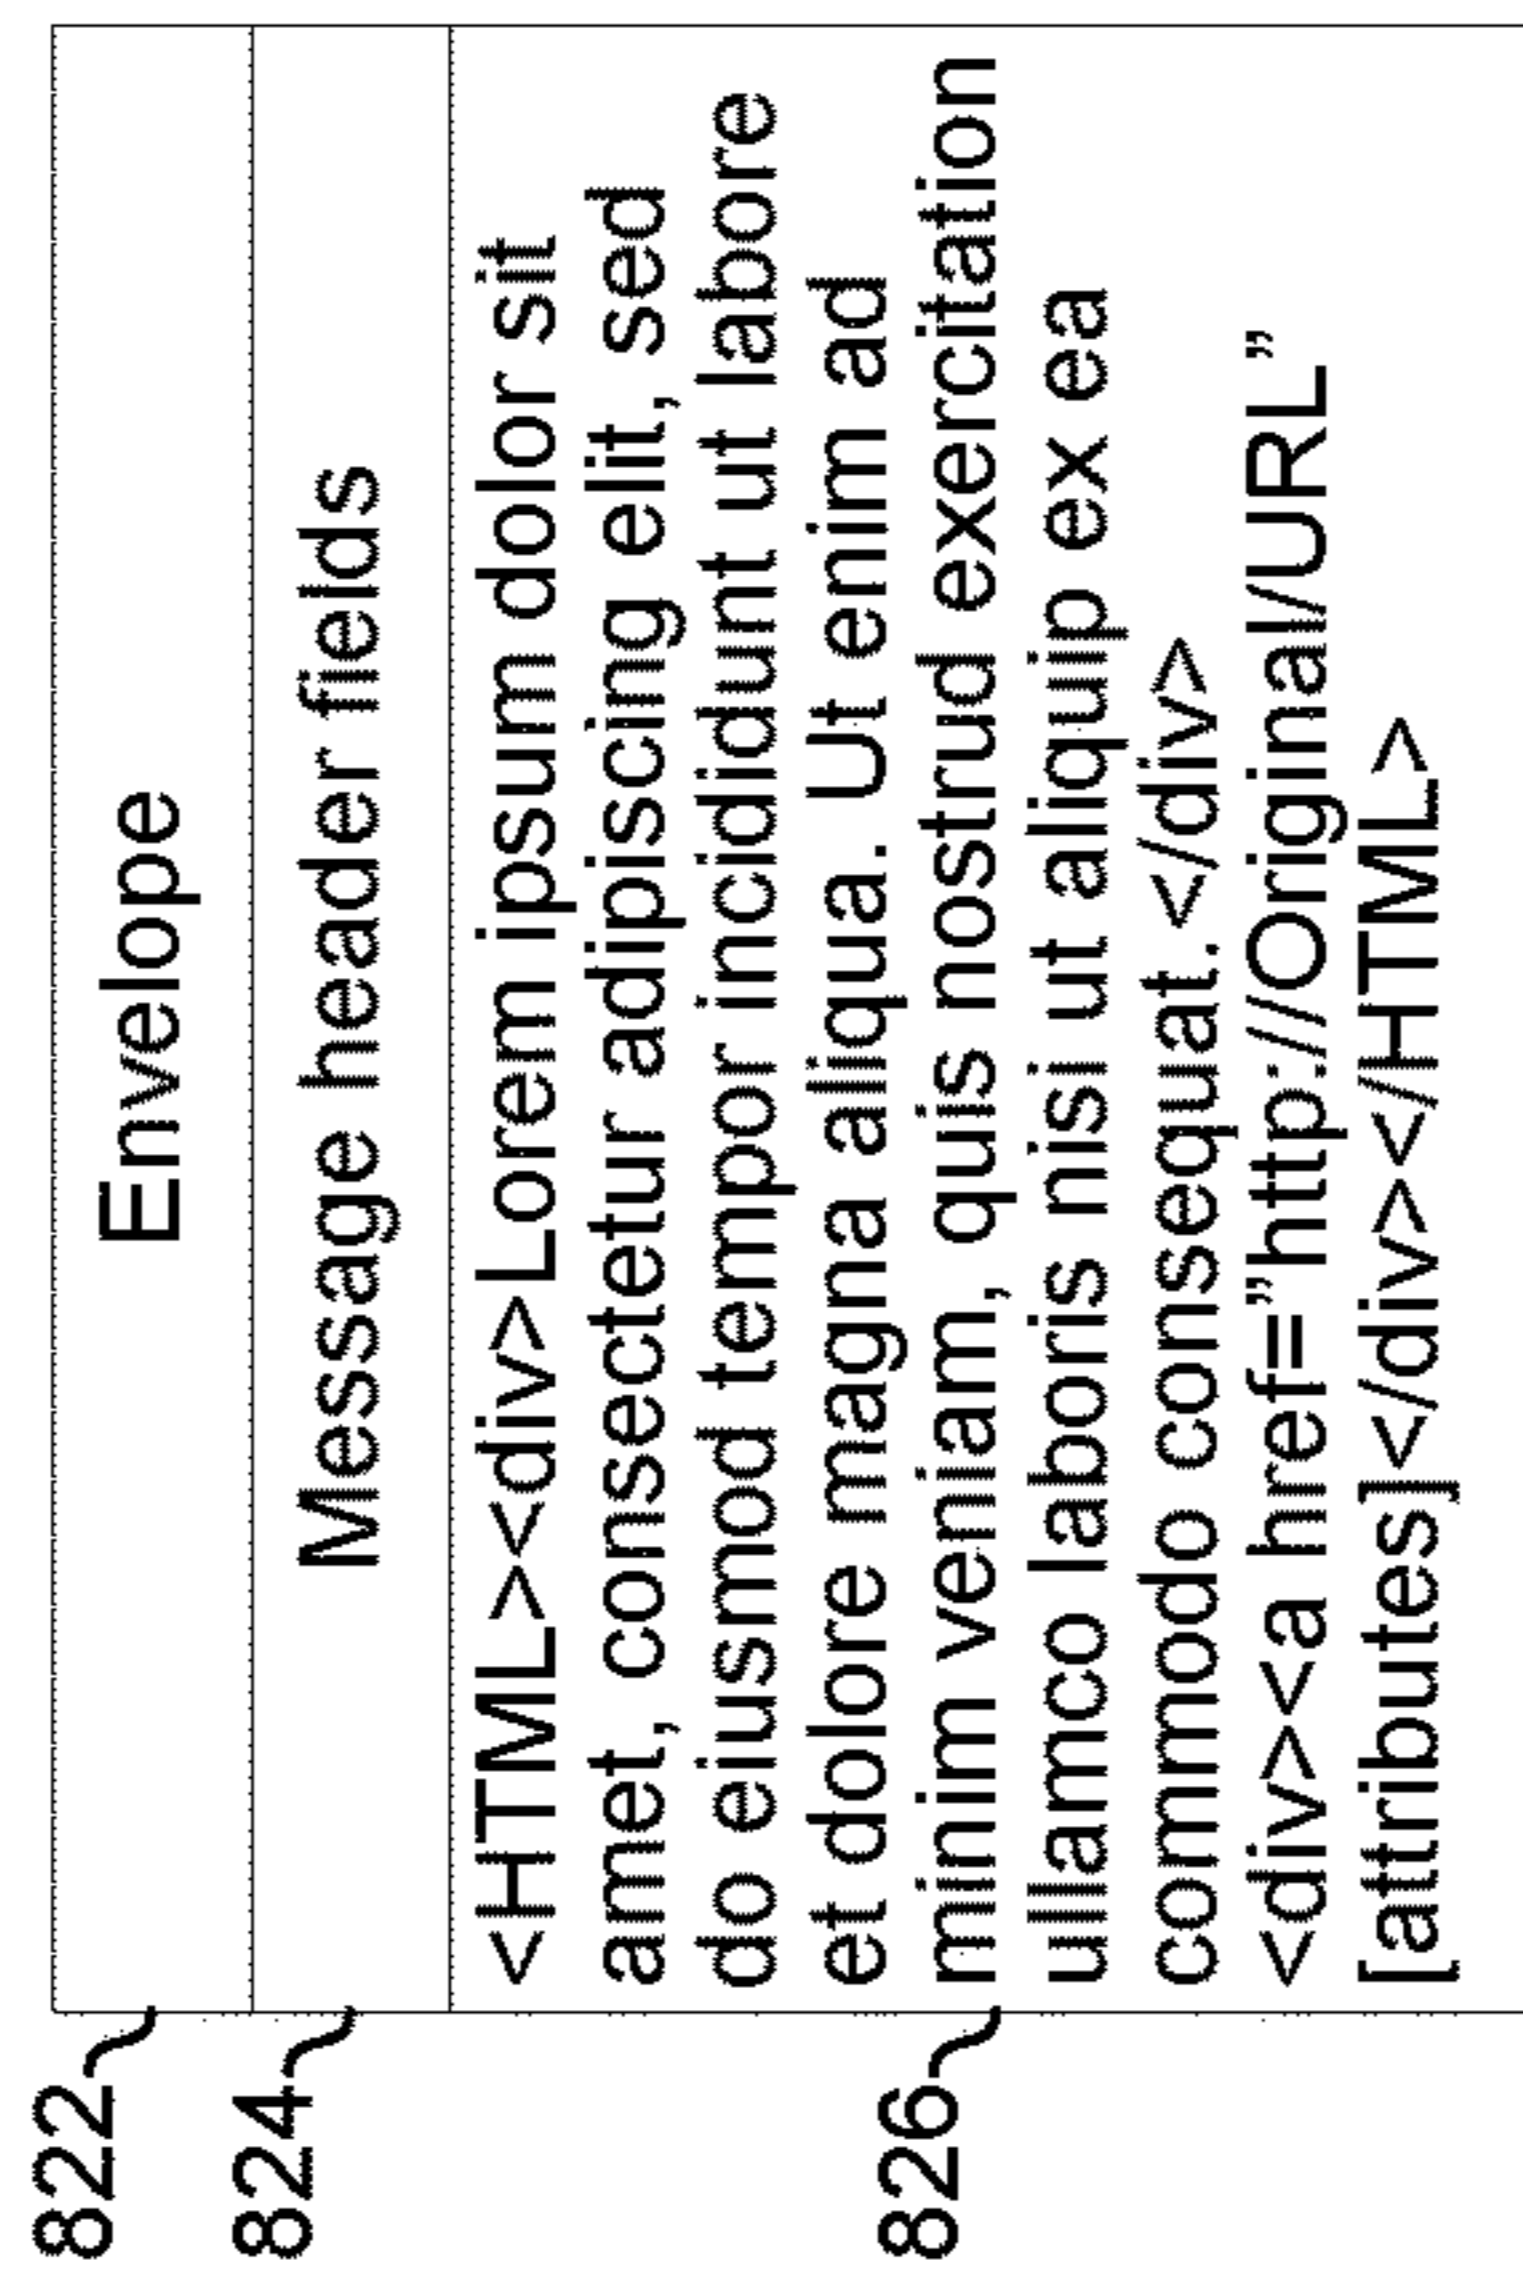 822
Envelope
824
Message header fields
826
<HTML><div>Lorem ipsum dolor sit
amet, consectetur adipiscing elit, sed
do eiusmod tempor incididunt ut labore
et dolore magna aliqua. Ut enim ad
minim veniam, quis nostrud exercitation
ullamco laboris nisi ut aliquip ex ea
commodo consequat.</div>
<div><a href=”http://Original/URL”
[attributes]</div></HTML>